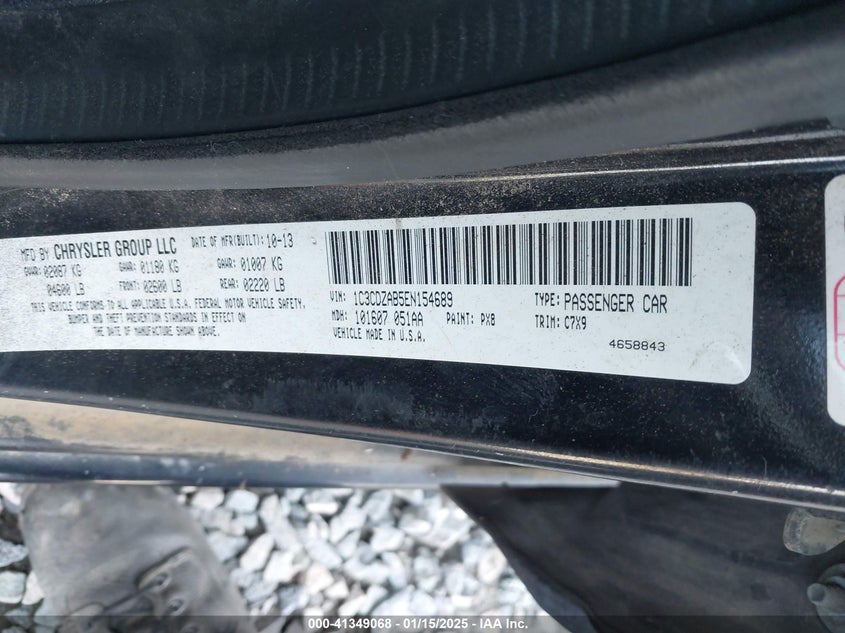 MFD BY CHRYSLER GROUP LLC DATE OF MFR(BUILT): 10-13
GVWR: 02087 KG GAWR: 01180 KG GAWR: 01007 KG
04600 LB FRONT: 02600 LB REAR: 02220 LB
THIS VEHICLE CONFORMS TO ALL APPLICABLE U.S.A. FEDERAL MOTOR VEHICLE SAFETY,
BUMPER AND THEFT PREVENTION STANDARDS IN EFFECT ON
THE DATE OF MANUFACTURE SHOWN ABOVE.
VIN: 1C3CDZAB5EN154689 TYPE: PASSENGER CAR
MDH: 101607 051AA PAINT: PX8 TRIM: C7X9
VEHICLE MADE IN U.S.A.
4658843
000-41349068 - 01/15/2025 - IAA Inc.